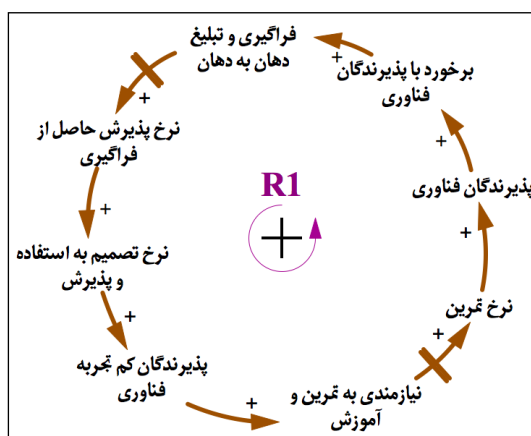 فراگیری و تبلیغ
دهان به دهان
+
برخورد با پذیرندگان
فناوری
+
پذیرندگان فناوری
+
نرخ تمرین
+
نیازمندی به تمرین و
آموزش
+
پذیرندگان کم تجربه
فناوری
+
نرخ تصمیم به استفاده
و پذیرش
+
نرخ پذیرش حاصل از
فراگیری
+
R1
+